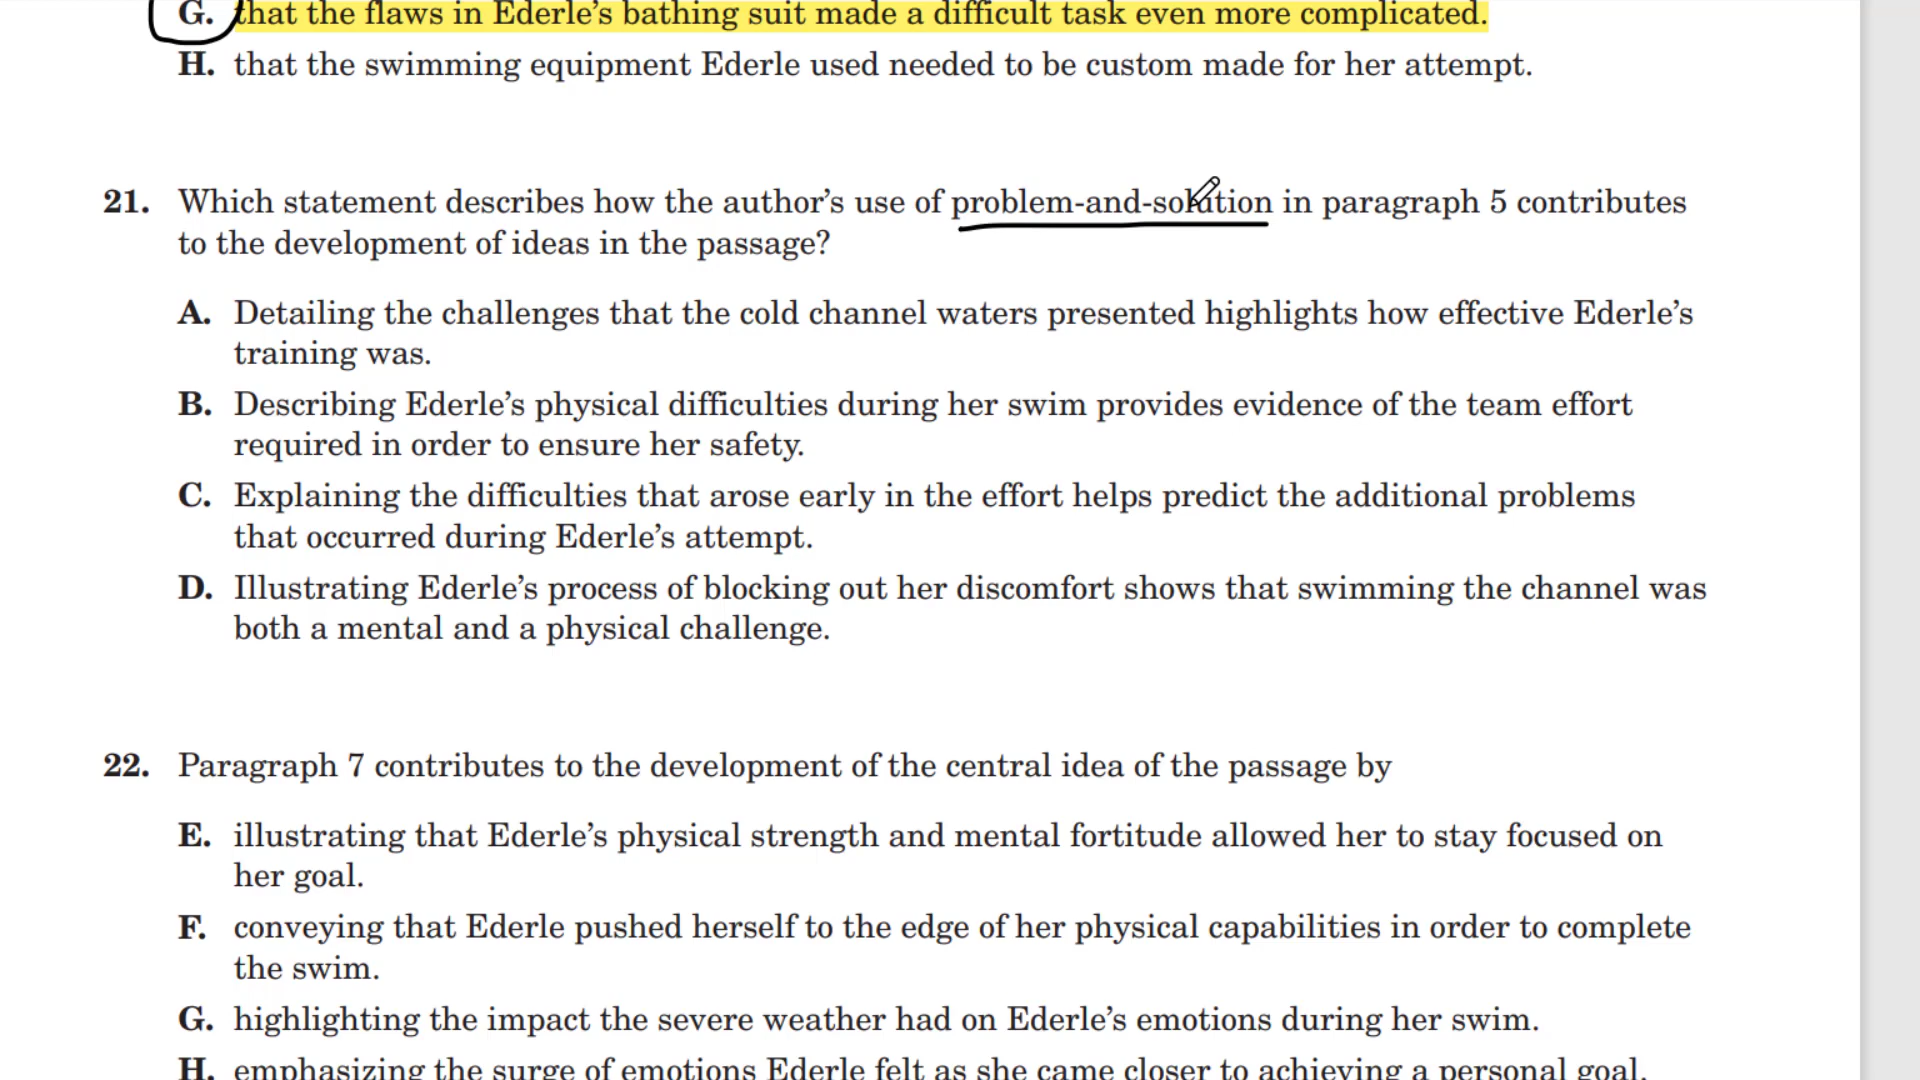 G. that the flaws in Ederle's bathing suit made a difficult task even more complicated.
H. that the swimming equipment Ederle used needed to be custom made for her attempt.
21. Which statement describes how the author's use of problem-and-solution in paragraph 5 contributes
to the development of ideas in the passage?
A. Detailing the challenges that the cold channel waters presented highlights how effective Ederle's
training was.
B. Describing Ederle's physical difficulties during her swim provides evidence of the team effort
required in order to ensure her safety.
C. Explaining the difficulties that arose early in the effort helps predict the additional problems
that occurred during Ederle's attempt.
D. Illustrating Ederle's process of blocking out her discomfort shows that swimming the channel was
both a mental and a physical challenge.
22. Paragraph 7 contributes to the development of the central idea of the passage by
E. illustrating that Ederle's physical strength and mental fortitude allowed her to stay focused on
her goal.
F. conveying that Ederle pushed herself to the edge of her physical capabilities in order to complete
the swim.
G. highlighting the impact the severe weather had on Ederle's emotions during her swim.
H. emphasizing the surge of emotions Ederle felt as she came closer to achieving a personal goal.